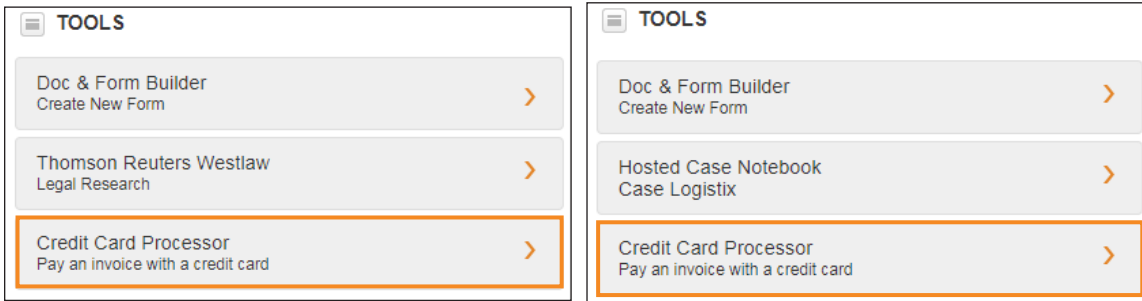 TOOLS
Doc & Form Builder
Create New Form
Thomson Reuters Westlaw
Legal Research
Credit Card Processor
Pay an invoice with a credit card
TOOLS
Doc & Form Builder
Create New Form
Hosted Case Notebook
Case Logistix
Credit Card Processor
Pay an invoice with a credit card